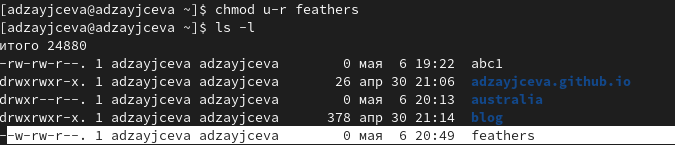 [adzayjceva@adzayjceva ~]$ chmod u-r feathers
[adzayjceva@adzayjceva ~]$ ls -l
итого 24880
-rw-rw-r--. 1 adzayjceva adzayjceva 0 мая 6 19:22 abc1
drwxrwxr-x. 1 adzayjceva adzayjceva 26 апр 30 21:06 adzayjceva.github.io
drwxr--r--. 1 adzayjceva adzayjceva 0 мая 6 20:13 australia
drwxrwxr-x. 1 adzayjceva adzayjceva 378 апр 30 21:14 blog
--w-rw-r--. 1 adzayjceva adzayjceva 0 мая 6 20:49 feathers